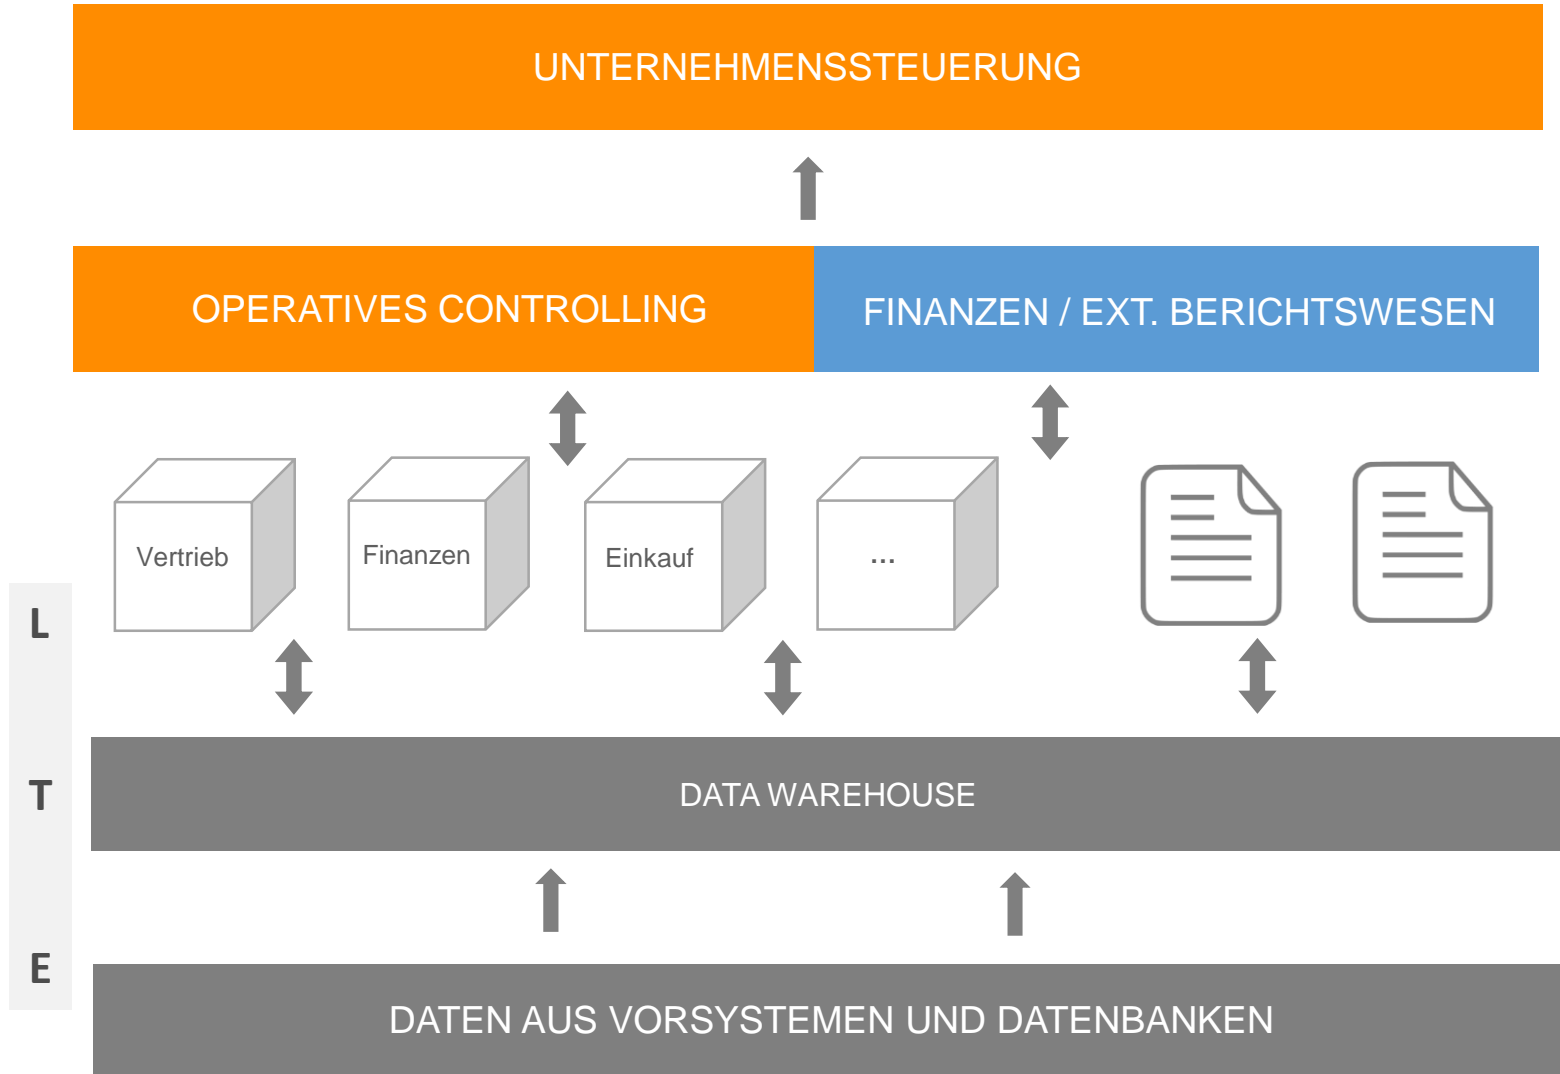 UNTERNEHMENSSTEUERUNG
OPERATIVES CONTROLLING
FINANZEN / EXT. BERICHTSWESEN
Vertrieb
Finanzen
Einkauf
...
L
T
DATA WAREHOUSE
E
DATEN AUS VORSYSTEMEN UND DATENBANKEN